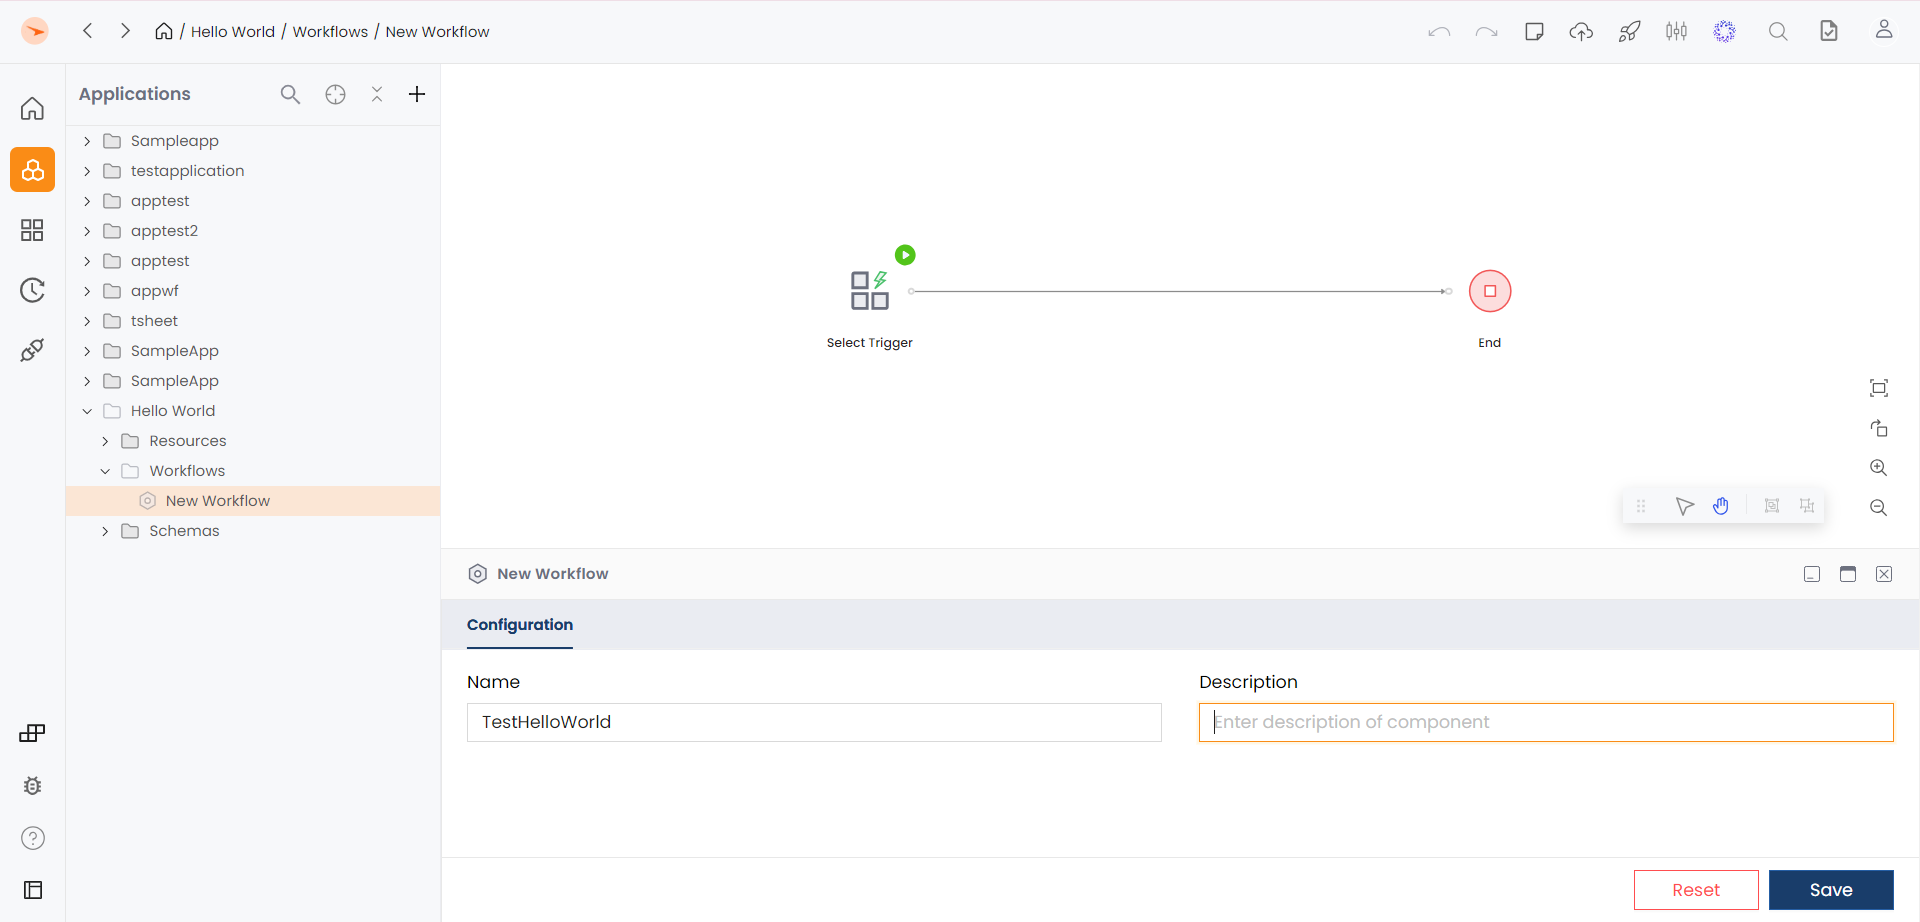 / Hello World / Workflows / New Workflow
Applications
Sampleapp
testapplication
apptest
apptest2
apptest
appwf
tsheet
SampleApp
SampleApp
Hello World
Resources
Workflows
New Workflow
Schemas
Select Trigger
End
New Workflow
Configuration
Name
Description
TestHelloWorld
Enter description of component
Reset
Save